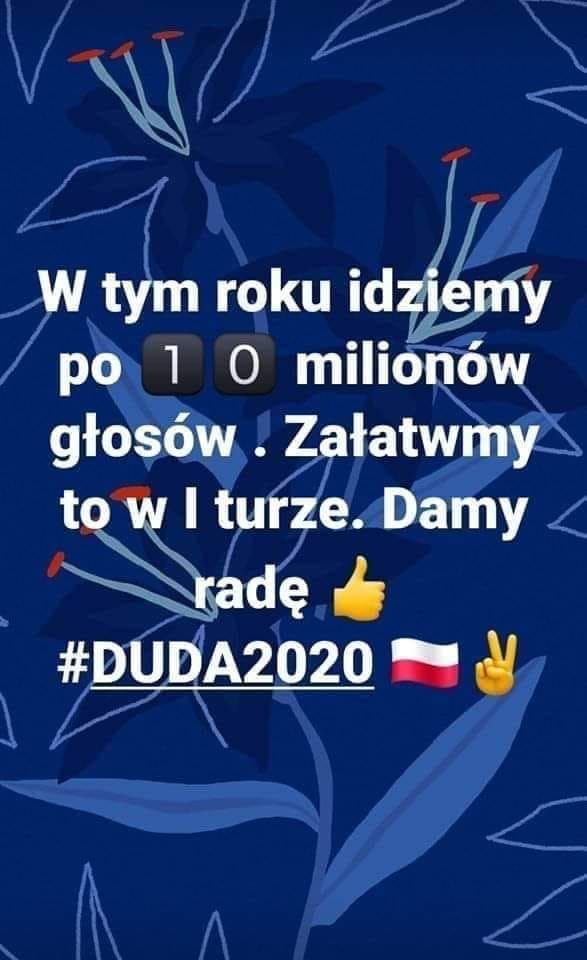 W tym roku idziemy
po 1️⃣ 0️⃣ milionów
głosów . Załatwmy
to w I turze. Damy
radę 👍
#DUDA2020 🇵🇱 ✌️